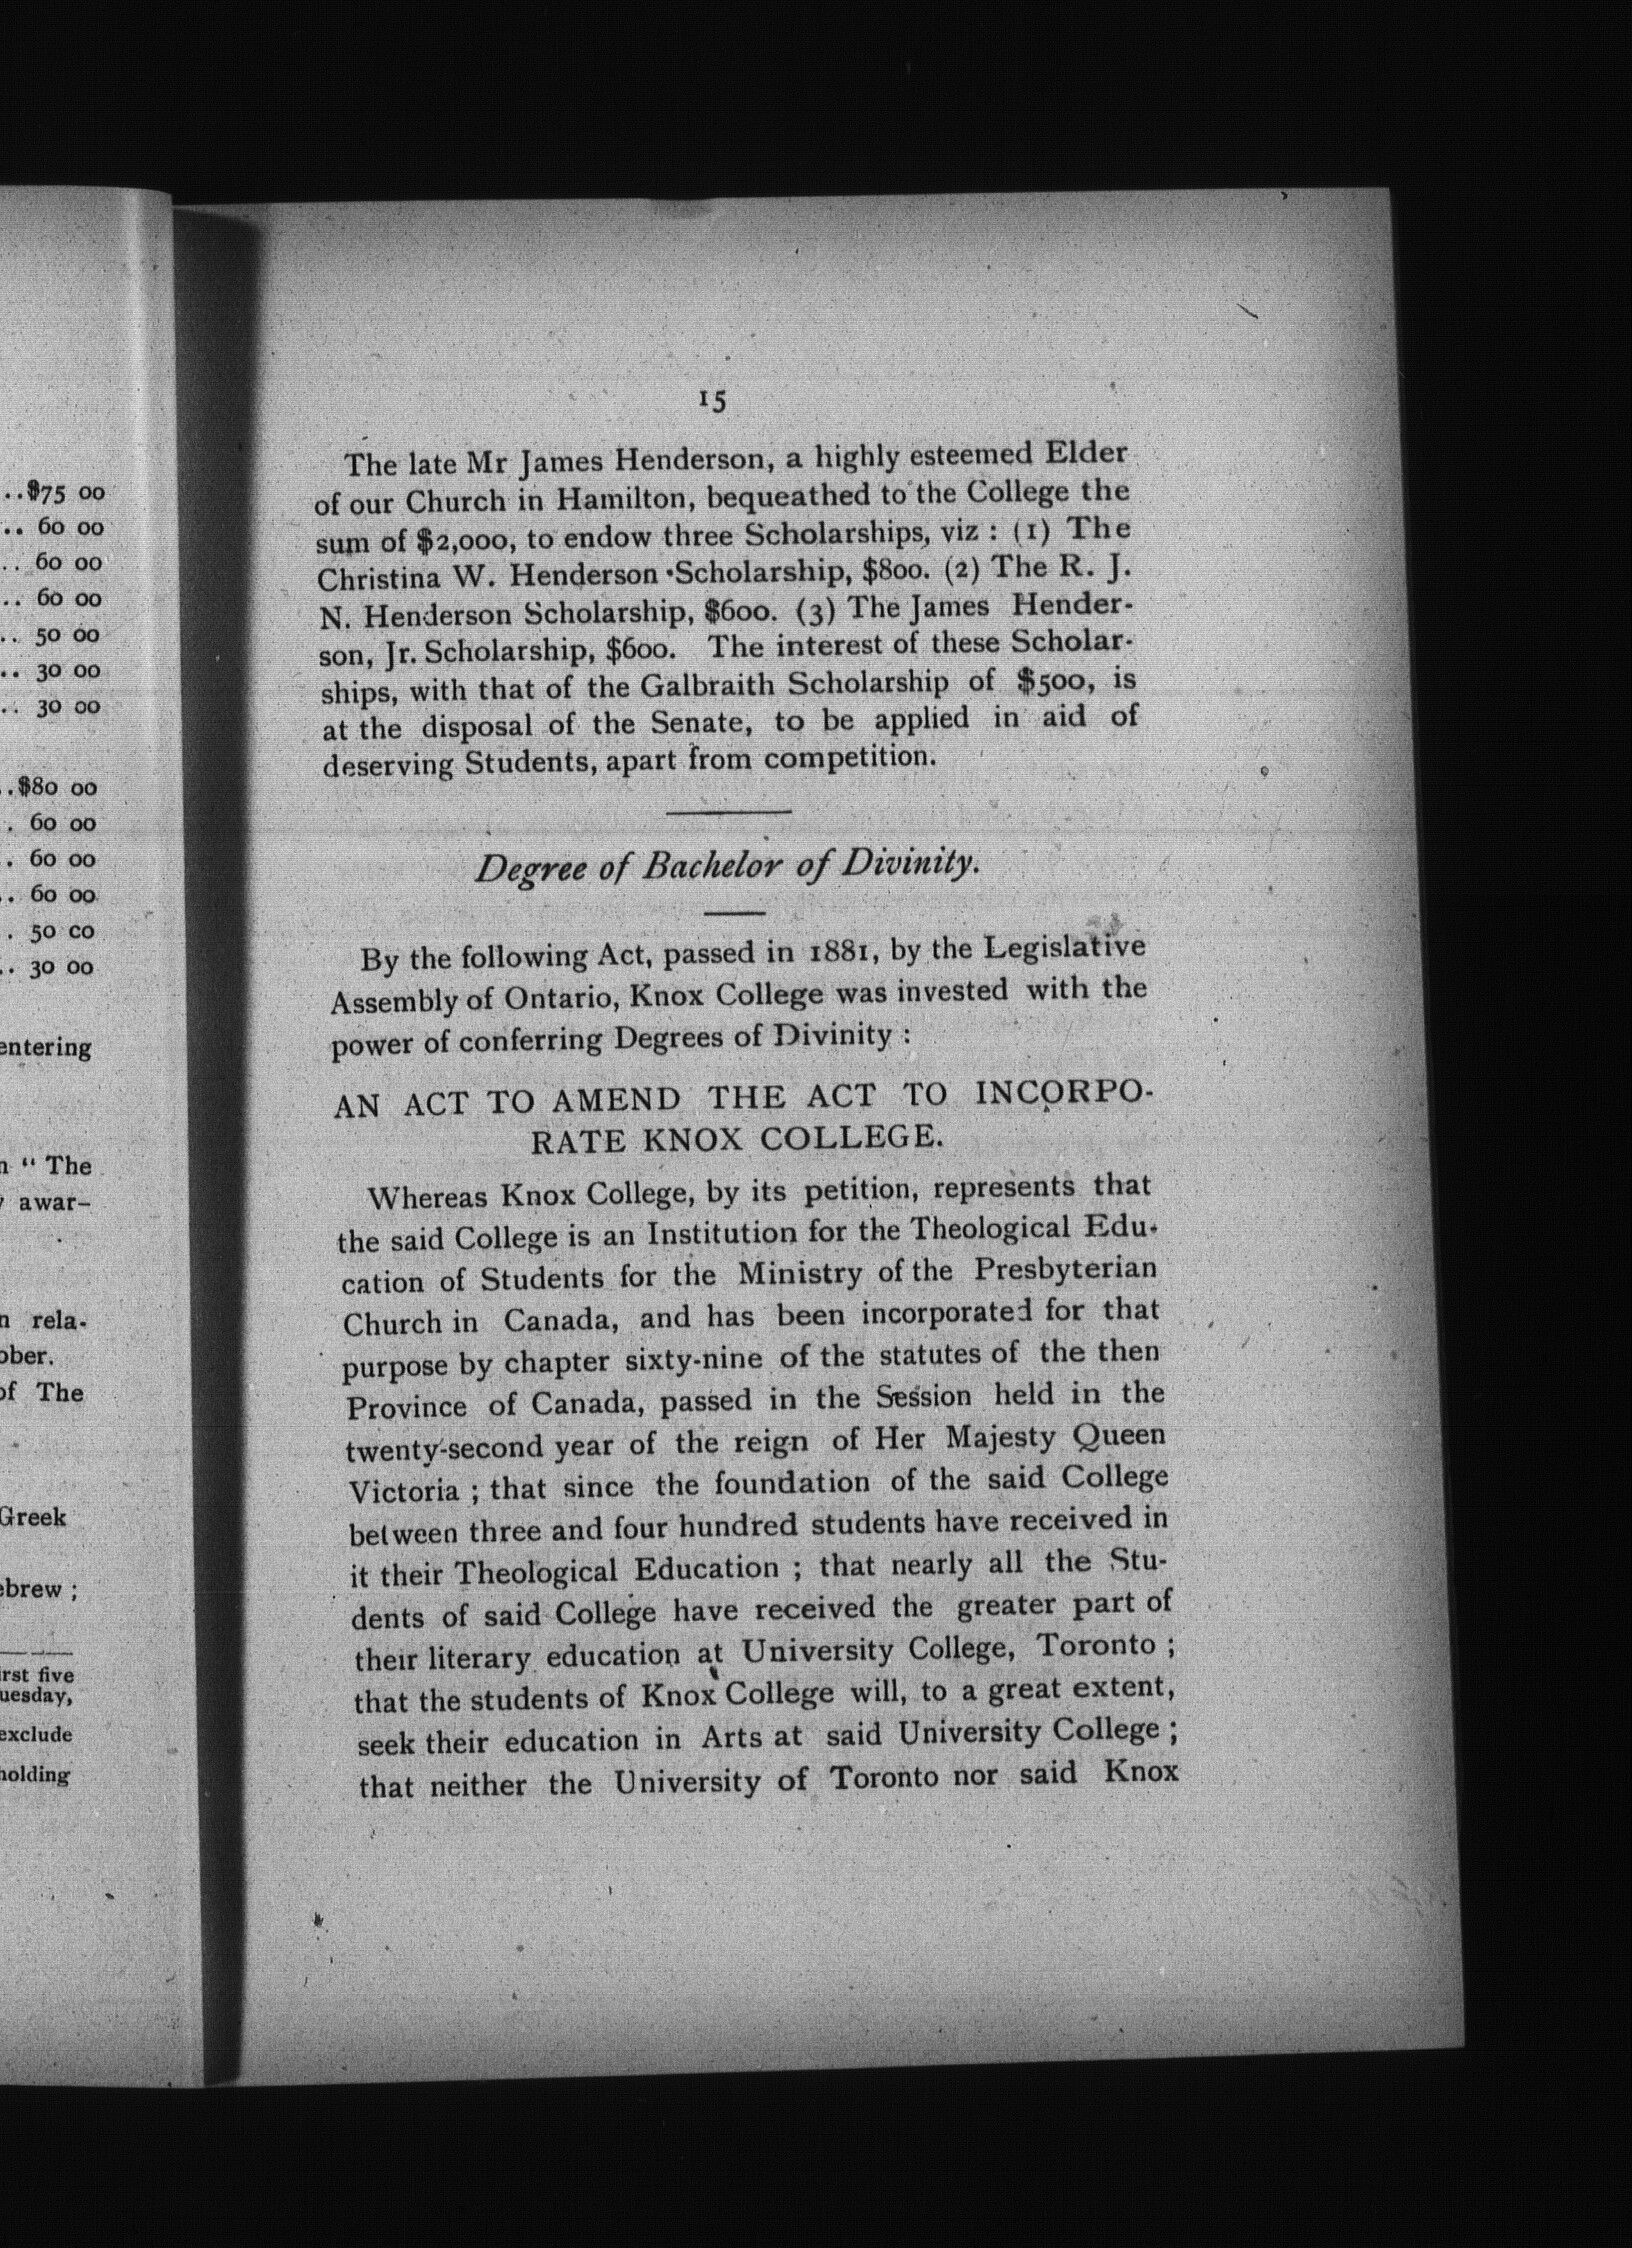 ..$75 00
.. 60 00
.. 60 00
.. 60 00
.. 50 00
.. 30 00
.. 30 00
..$80 00
. 60 00
. 60 00
.. 60 00
. 50 co
.. 30 00
entering
" The
awar-
rela-
of The
Greek
five
exclude
holding
15
The late Mr James Henderson, a highly esteemed Elder
of our Church in Hamilton, bequeathed to the College the
sum of $2,000, to endow three Scholarships, viz : (1) The
Christina W. Henderson Scholarship, $800. (2) The R. J.
N. Henderson Scholarship, $600. (3) The James Hender-
son, Jr. Scholarship, $600. The interest of these Scholar-
ships, with that of the Galbraith Scholarship of $500, is
at the disposal of the Senate, to be applied in aid of
deserving Students, apart from competition.
Degree of Bachelor of Divinity.
By the following Act, passed in 1881, by the Legislative
Assembly of Ontario, Knox College was invested with the
power of conferring Degrees of Divinity :
AN ACT TO AMEND THE ACT TO INCORPO-
RATE KNOX COLLEGE.
Whereas Knox College, by its petition, represents that
the said College is an Institution for the Theological Edu-
cation of Students for the Ministry of the Presbyterian
Church in Canada, and has been incorporated for that
purpose by chapter sixty-nine of the statutes of the then
Province of Canada, passed in the Session held in the
twenty-second year of the reign of Her Majesty Queen
Victoria ; that since the foundation of the said College
between three and four hundred students have received in
it their Theological Education ; that nearly all the Stu-
dents of said College have received the greater part of
their literary education at University College, Toronto ;
that the students of Knox College will, to a great extent,
seek their education in Arts at said University College ;
that neither the University of Toronto nor said Knox